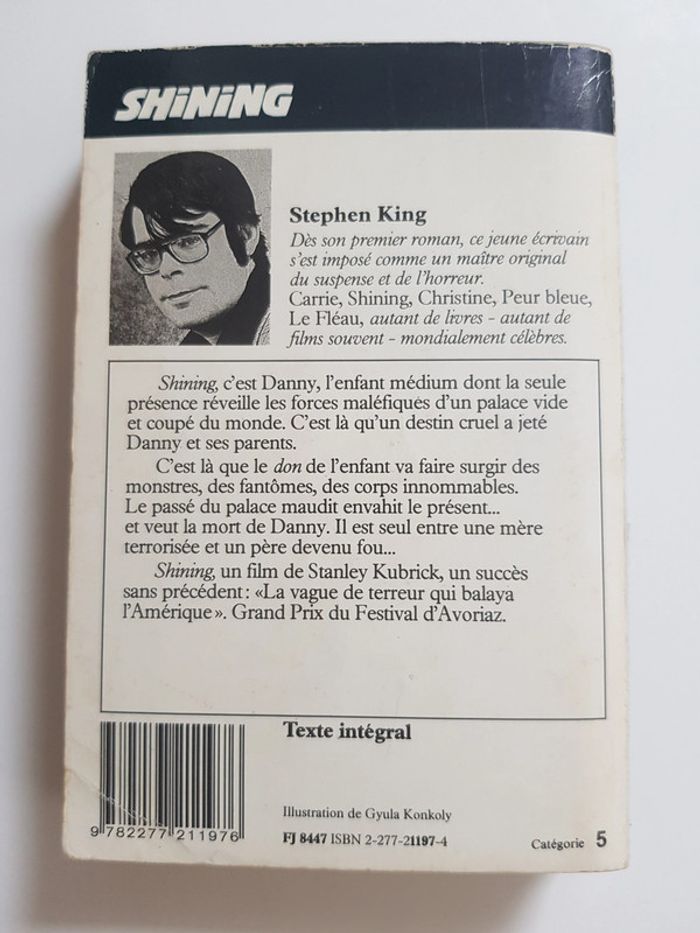 SHiNiNG
Stephen King
Dès son premier roman, ce jeune écrivain
s'est imposé comme un maître original
du suspense et de l'horreur.
Carrie, Shining, Christine, Peur bleue,
Le Fléau, autant de livres - autant de
films souvent - mondialement célèbres.
Shining, c'est Danny, l'enfant médium dont la seule
présence réveille les forces maléfiques d'un palace vide
et coupé du monde. C'est là qu'un destin cruel a jeté
Danny et ses parents.
C'est là que le don de l'enfant va faire surgir des
monstres, des fantômes, des corps innommables.
Le passé du palace maudit envahit le présent...
et veut la mort de Danny. Il est seul entre une mère
terrorisée et un père devenu fou...
Shining, un film de Stanley Kubrick, un succès
sans précédent : «La vague de terreur qui balaya
l'Amérique». Grand Prix du Festival d'Avoriaz.
Texte intégral
Illustration de Gyula Konkoly
9 782277 211976
FJ 8447 ISBN 2-277-21197-4
Catégorie 5